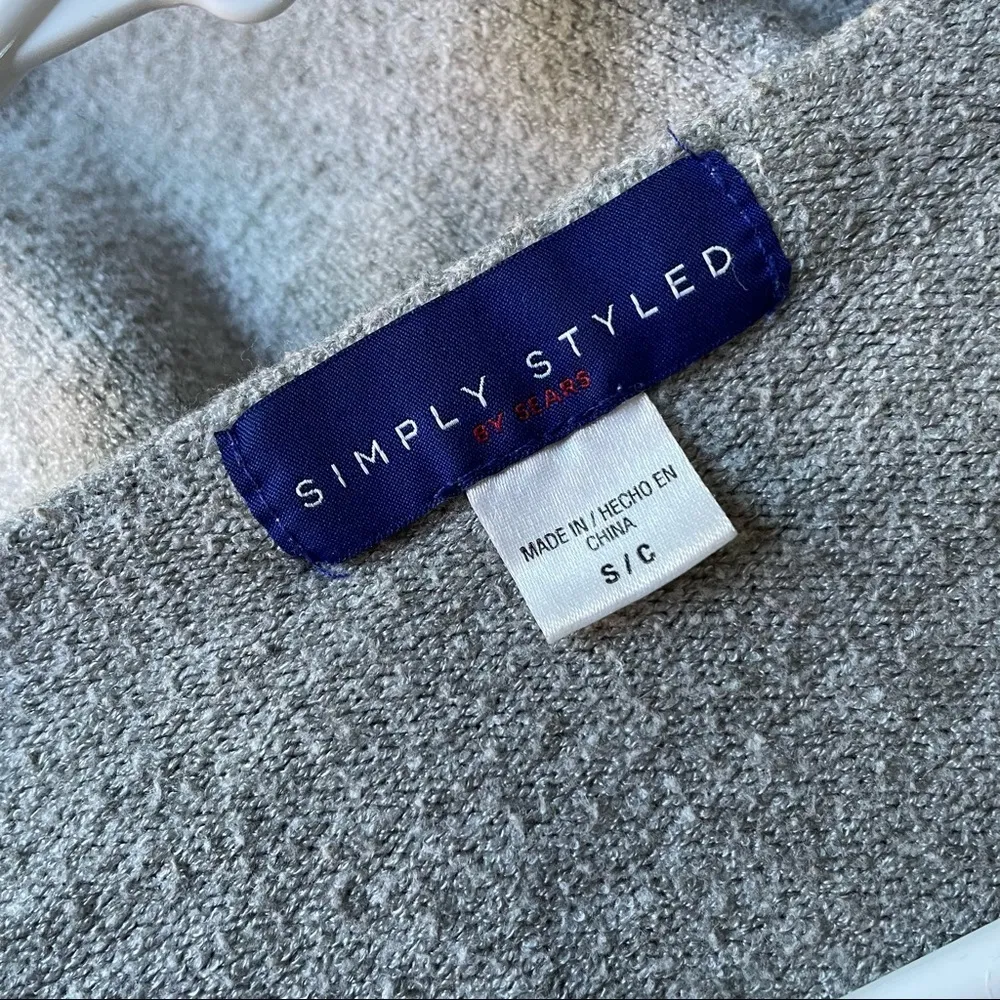 SIMPLY STYLED
BY SEARS
MADE IN / HECHO EN
CHINA
S / C